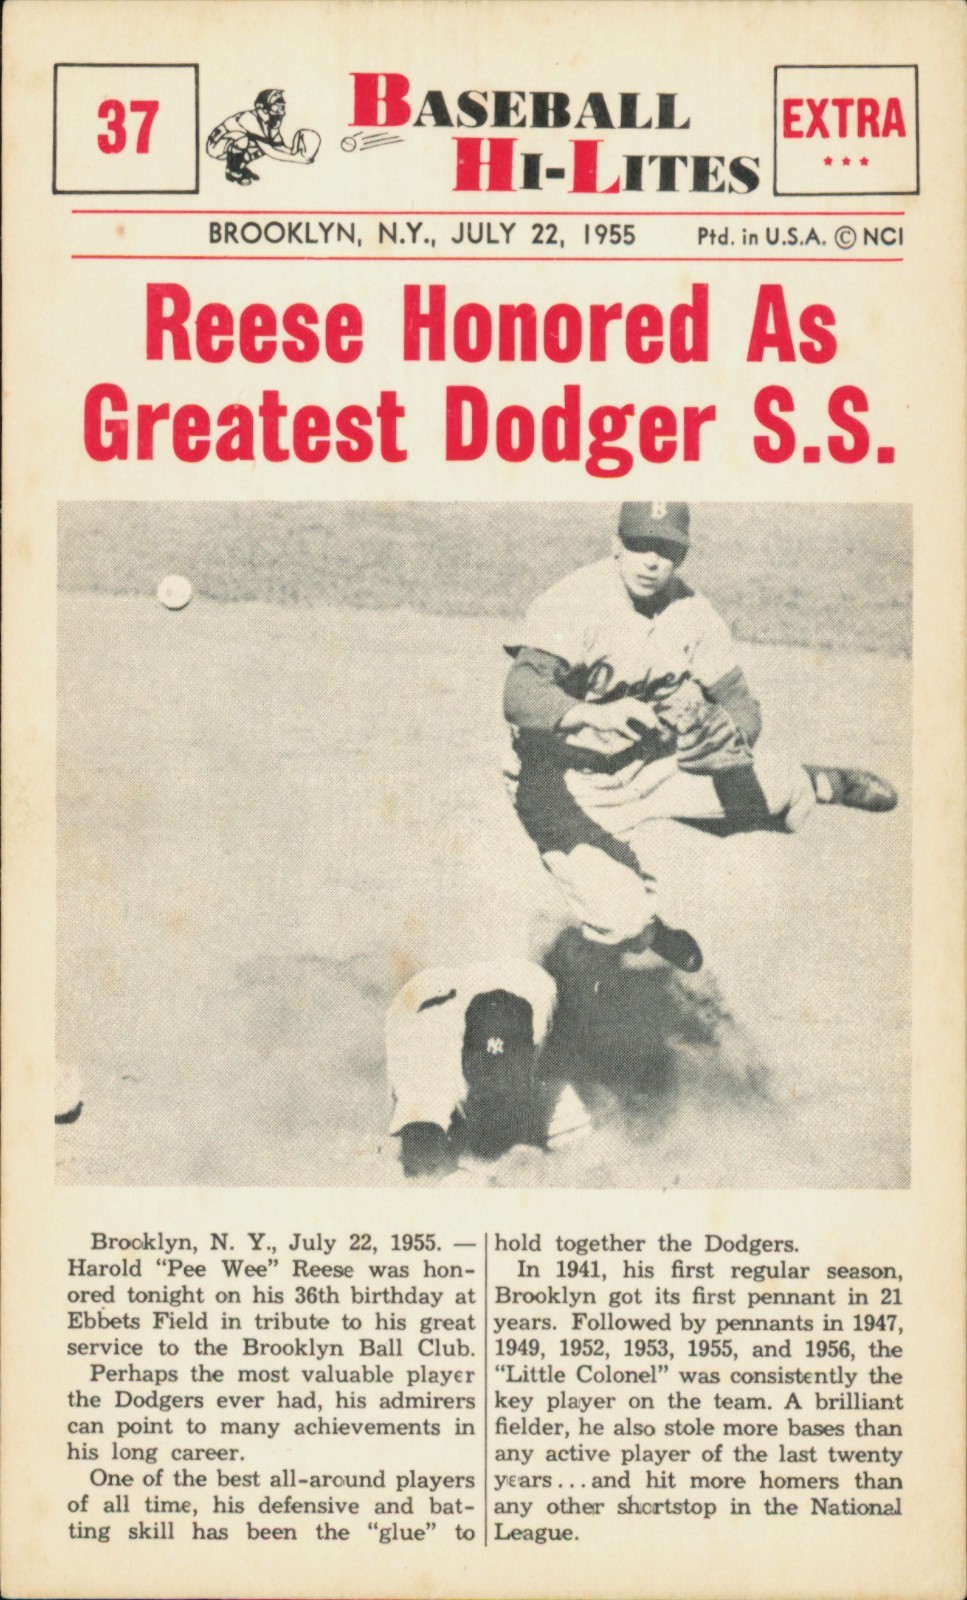 37
BASEBALL
HI-LITES
EXTRA
★ ★ ★
BROOKLYN, N.Y., JULY 22, 1955
Ptd. in U.S.A. © NCI
Reese Honored As
Greatest Dodger S.S.
B
Dodgers
NY
Brooklyn, N. Y., July 22, 1955. —
Harold “Pee Wee” Reese was hon-
ored tonight on his 36th birthday at
Ebbets Field in tribute to his great
service to the Brooklyn Ball Club.
Perhaps the most valuable player
the Dodgers ever had, his admirers
can point to many achievements in
his long career.
One of the best all-around players
of all time, his defensive and bat-
ting skill has been the “glue” to
hold together the Dodgers.
In 1941, his first regular season,
Brooklyn got its first pennant in 21
years. Followed by pennants in 1947,
1949, 1952, 1953, 1955, and 1956, the
“Little Colonel” was consistently the
key player on the team. A brilliant
fielder, he also stole more bases than
any active player of the last twenty
years...and hit more homers than
any other shortstop in the National
League.